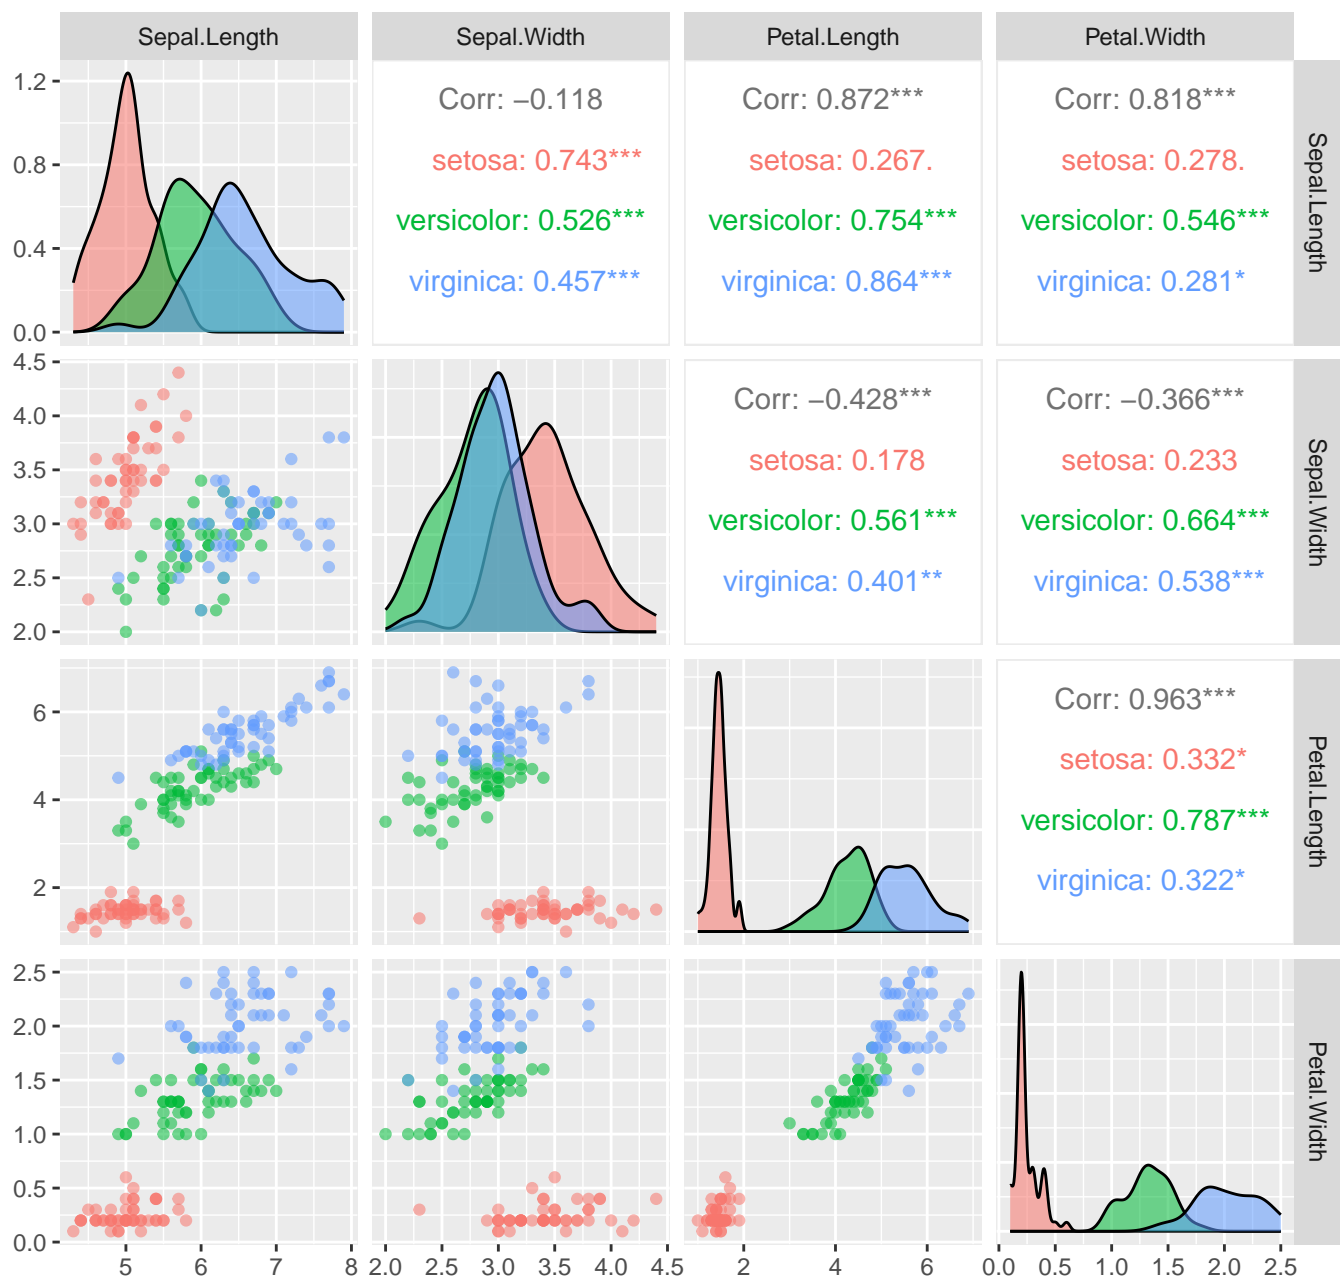 Sepal.Length
Sepal.Width
Petal.Length
Petal.Width
1.2
0.8
0.4
0.0
Corr: −0.118
setosa: 0.743***
versicolor: 0.526***
virginica: 0.457***
Corr: 0.872***
setosa: 0.267.
versicolor: 0.754***
virginica: 0.864***
Corr: 0.818***
setosa: 0.278.
versicolor: 0.546***
virginica: 0.281*
Sepal.Length
4.5
4.0
3.5
3.0
2.5
2.0
Corr: −0.428***
setosa: 0.178
versicolor: 0.561***
virginica: 0.401**
Corr: −0.366***
setosa: 0.233
versicolor: 0.664***
virginica: 0.538***
Sepal.Width
6
4
2
Corr: 0.963***
setosa: 0.332*
versicolor: 0.787***
virginica: 0.322*
Petal.Length
2.5
2.0
1.5
1.0
0.5
0.0
Petal.Width
5 6 7 8
2.0 2.5 3.0 3.5 4.0 4.5
2 4 6
0.0 0.5 1.0 1.5 2.0 2.5